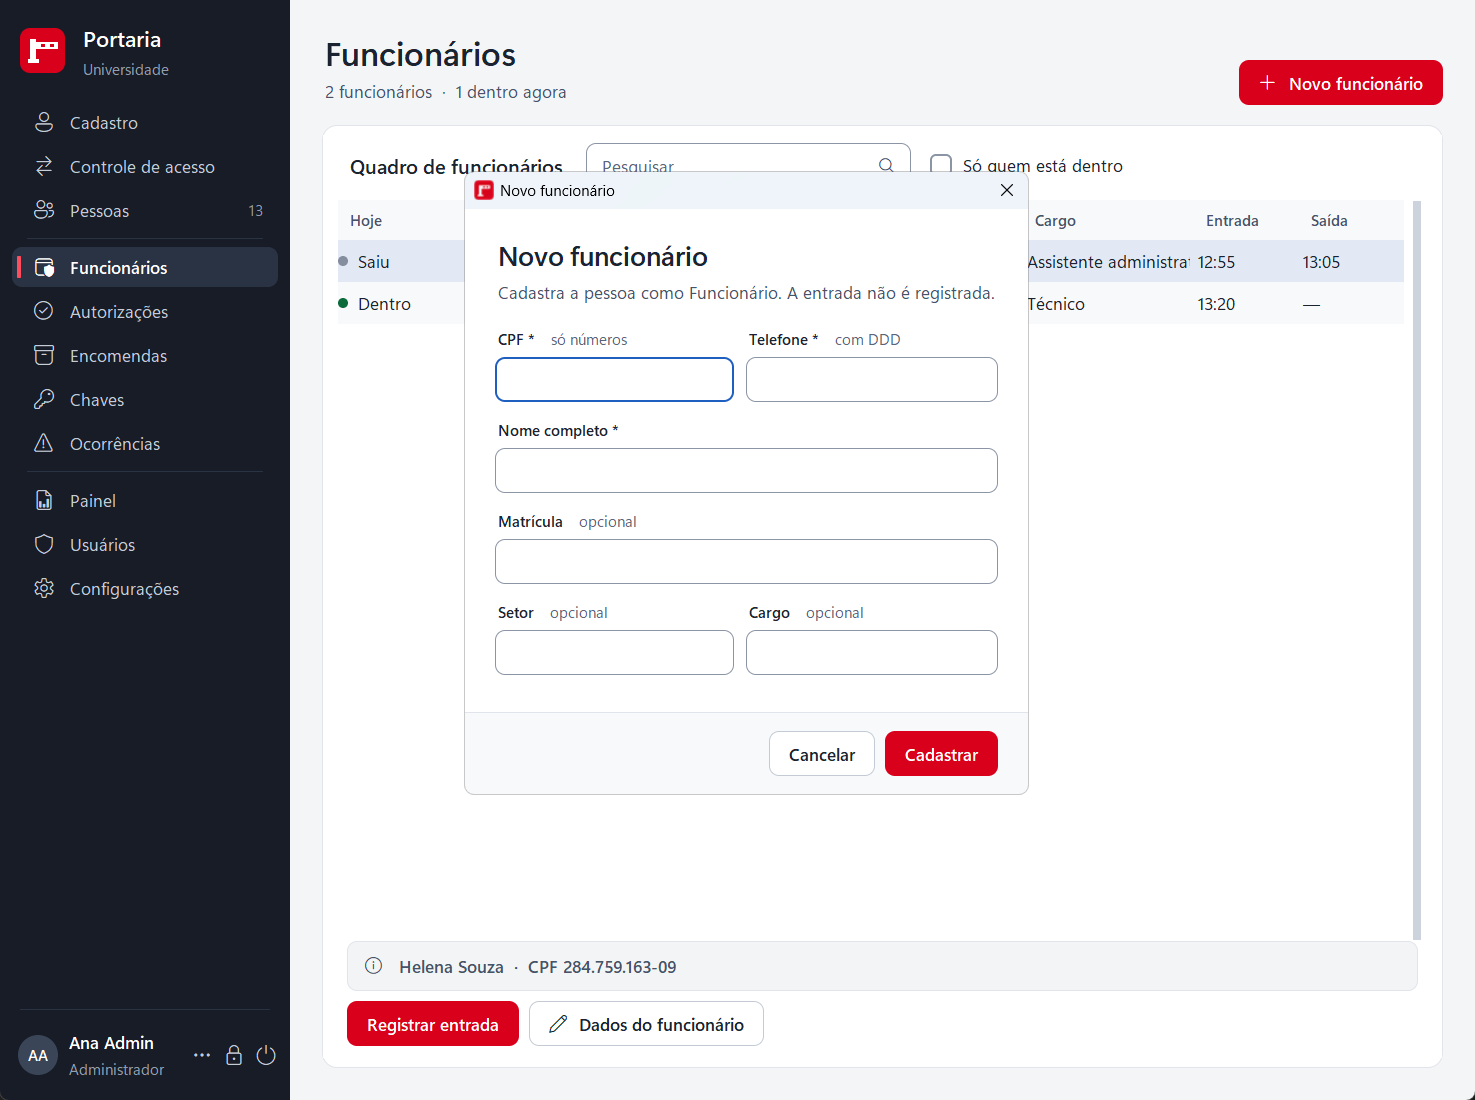 Portaria
Universidade
Cadastro
Controle de acesso
Pessoas 13
Funcionários
Autorizações
Encomendas
Chaves
Ocorrências
Painel
Usuários
Configurações
AA
Ana Admin
Administrador
Funcionários
2 funcionários · 1 dentro agora
+ Novo funcionário
Quadro de funcionários
Pesquisar
Só quem está dentro
Hoje Cargo Entrada Saída
Saiu Assistente administrat 12:55 13:05
Dentro Técnico 13:20 —
Novo funcionário
Novo funcionário
Cadastra a pessoa como Funcionário. A entrada não é registrada.
CPF * só números
Telefone * com DDD
Nome completo *
Matrícula opcional
Setor opcional
Cargo opcional
Cancelar
Cadastrar
Helena Souza · CPF 284.759.163-09
Registrar entrada
Dados do funcionário